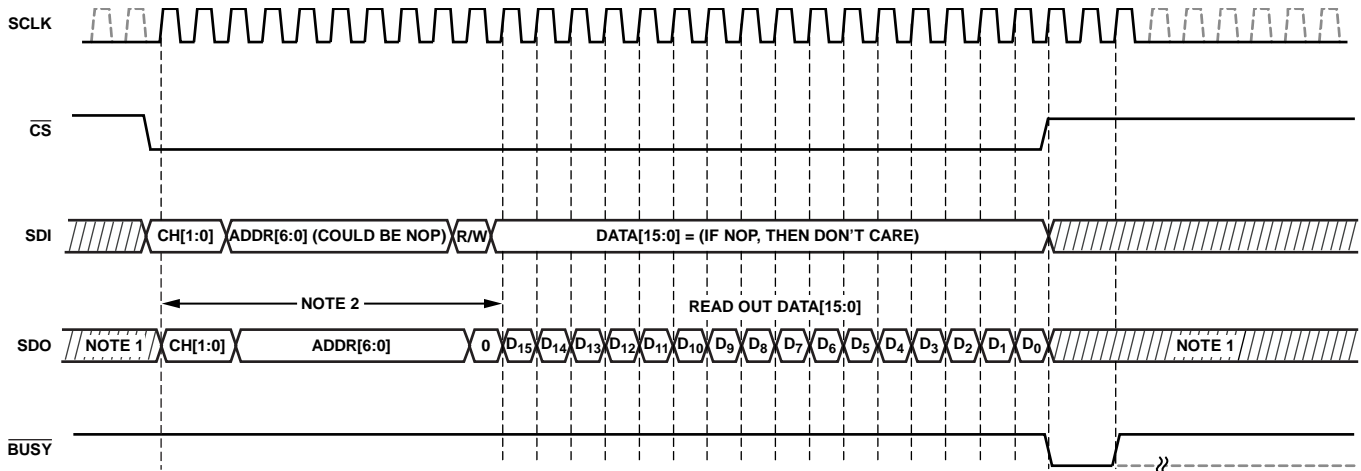 SCLK
CS
SDI
CH[1:0]
ADDR[6:0] (COULD BE NOP)
R/W
DATA[15:0] = (IF NOP, THEN DON'T CARE)
NOTE 2
READ OUT DATA[15:0]
SDO
NOTE 1
CH[1:0]
ADDR[6:0]
0
D15
D14
D13
D12
D11
D10
D9
D8
D7
D6
D5
D4
D3
D2
D1
D0
NOTE 1
BUSY